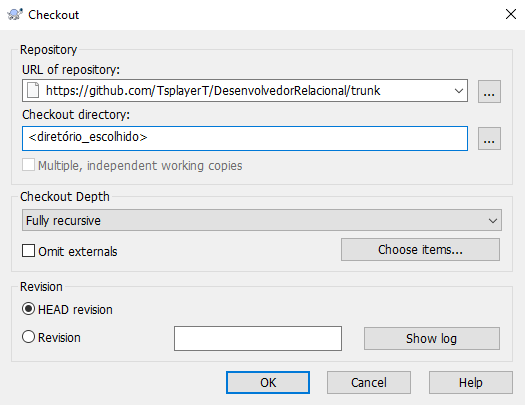 Checkout
Repository
URL of repository:
https://github.com/TsplayerT/DesenvolvedorRelacional/trunk
...
Checkout directory:
<diretório_escolhido>
...
Multiple, independent working copies
Checkout Depth
Fully recursive
Omit externals
Choose items...
Revision
HEAD revision
Revision
Show log
OK
Cancel
Help